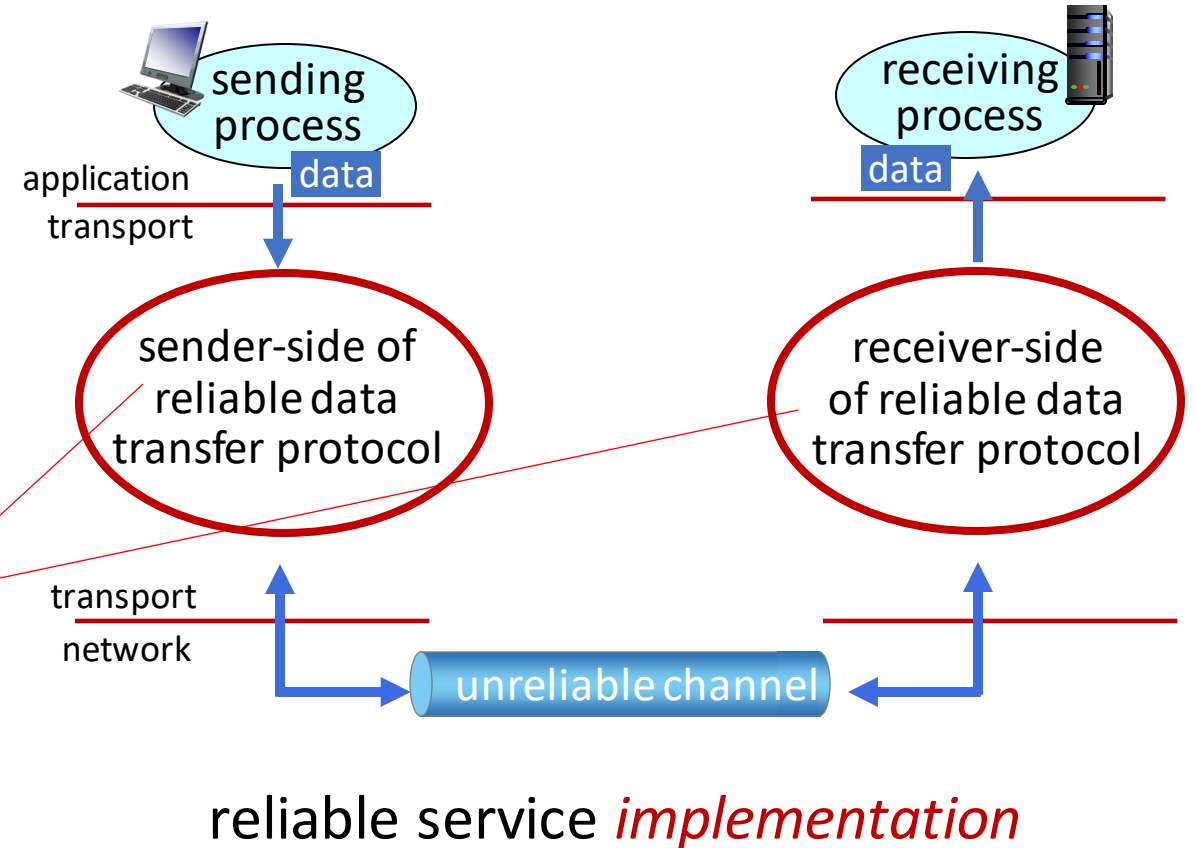 sending
process
data
receiving
process
data
application
transport
sender-side of
reliable data
transfer protocol
receiver-side
of reliable data
transfer protocol
transport
network
unreliable channel
reliable service implementation